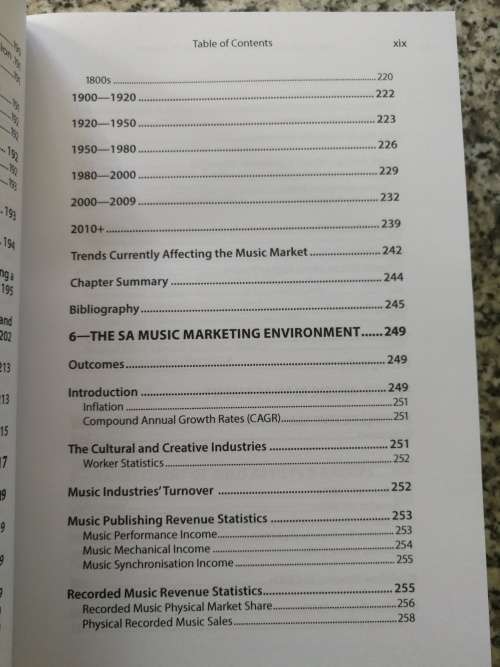 Table of Contents xix
1800s ........ 220
1900—1920 ........ 222
1920—1950 ........ 223
1950—1980 ........ 226
1980—2000 ........ 229
2000—2009 ........ 232
2010+ ........ 239
Trends Currently Affecting the Music Market ........ 242
Chapter Summary ........ 244
Bibliography ........ 245
6—THE SA MUSIC MARKETING ENVIRONMENT ...... 249
Outcomes ........ 249
Introduction ........ 249
Inflation ........ 251
Compound Annual Growth Rates (CAGR) ........ 251
The Cultural and Creative Industries ........ 251
Worker Statistics ........ 252
Music Industries' Turnover ........ 252
Music Publishing Revenue Statistics ........ 253
Music Performance Income ........ 253
Music Mechanical Income ........ 254
Music Synchronisation Income ........ 255
Recorded Music Revenue Statistics ........ 255
Recorded Music Physical Market Share ........ 256
Physical Recorded Music Sales ........ 258